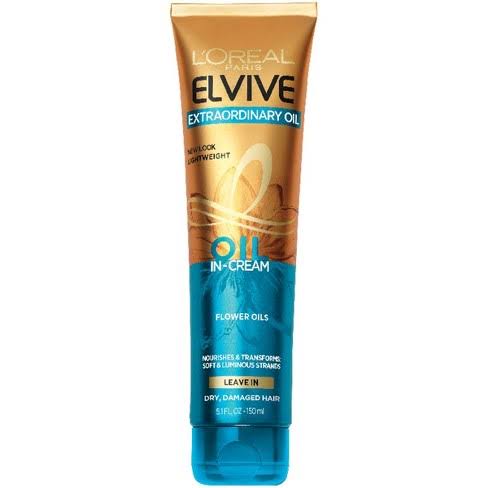 L'ORÉAL
PARIS
ELVIVE
EXTRAORDINARY OIL
NEW LOOK
LIGHTWEIGHT
OIL
IN-CREAM
FLOWER OILS
NOURISHES & TRANSFORMS:
SOFT & LUMINOUS STRANDS
LEAVE IN
DRY, DAMAGED HAIR
5.1 FL. OZ • 150 ml